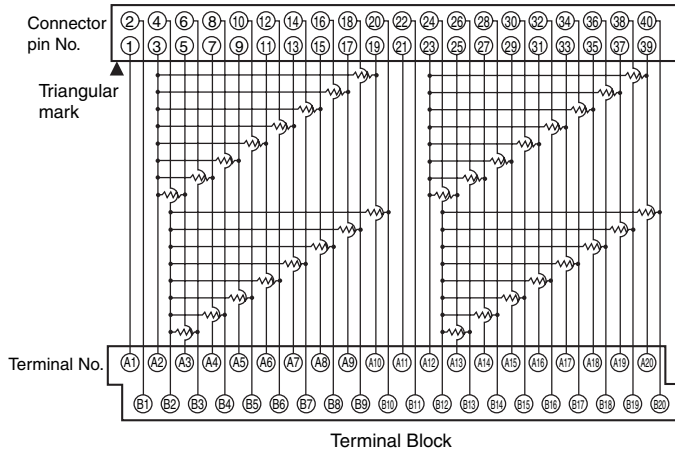 Connector pin No.
2 4 6 8 10 12 14 16 18 20 22 24 26 28 30 32 34 36 38 40
1 3 5 7 9 11 13 15 17 19 21 23 25 27 29 31 33 35 37 39
Triangular mark
Terminal No.
A1 A2 A3 A4 A5 A6 A7 A8 A9 A10 A11 A12 A13 A14 A15 A16 A17 A18 A19 A20
B1 B2 B3 B4 B5 B6 B7 B8 B9 B10 B11 B12 B13 B14 B15 B16 B17 B18 B19 B20
Terminal Block